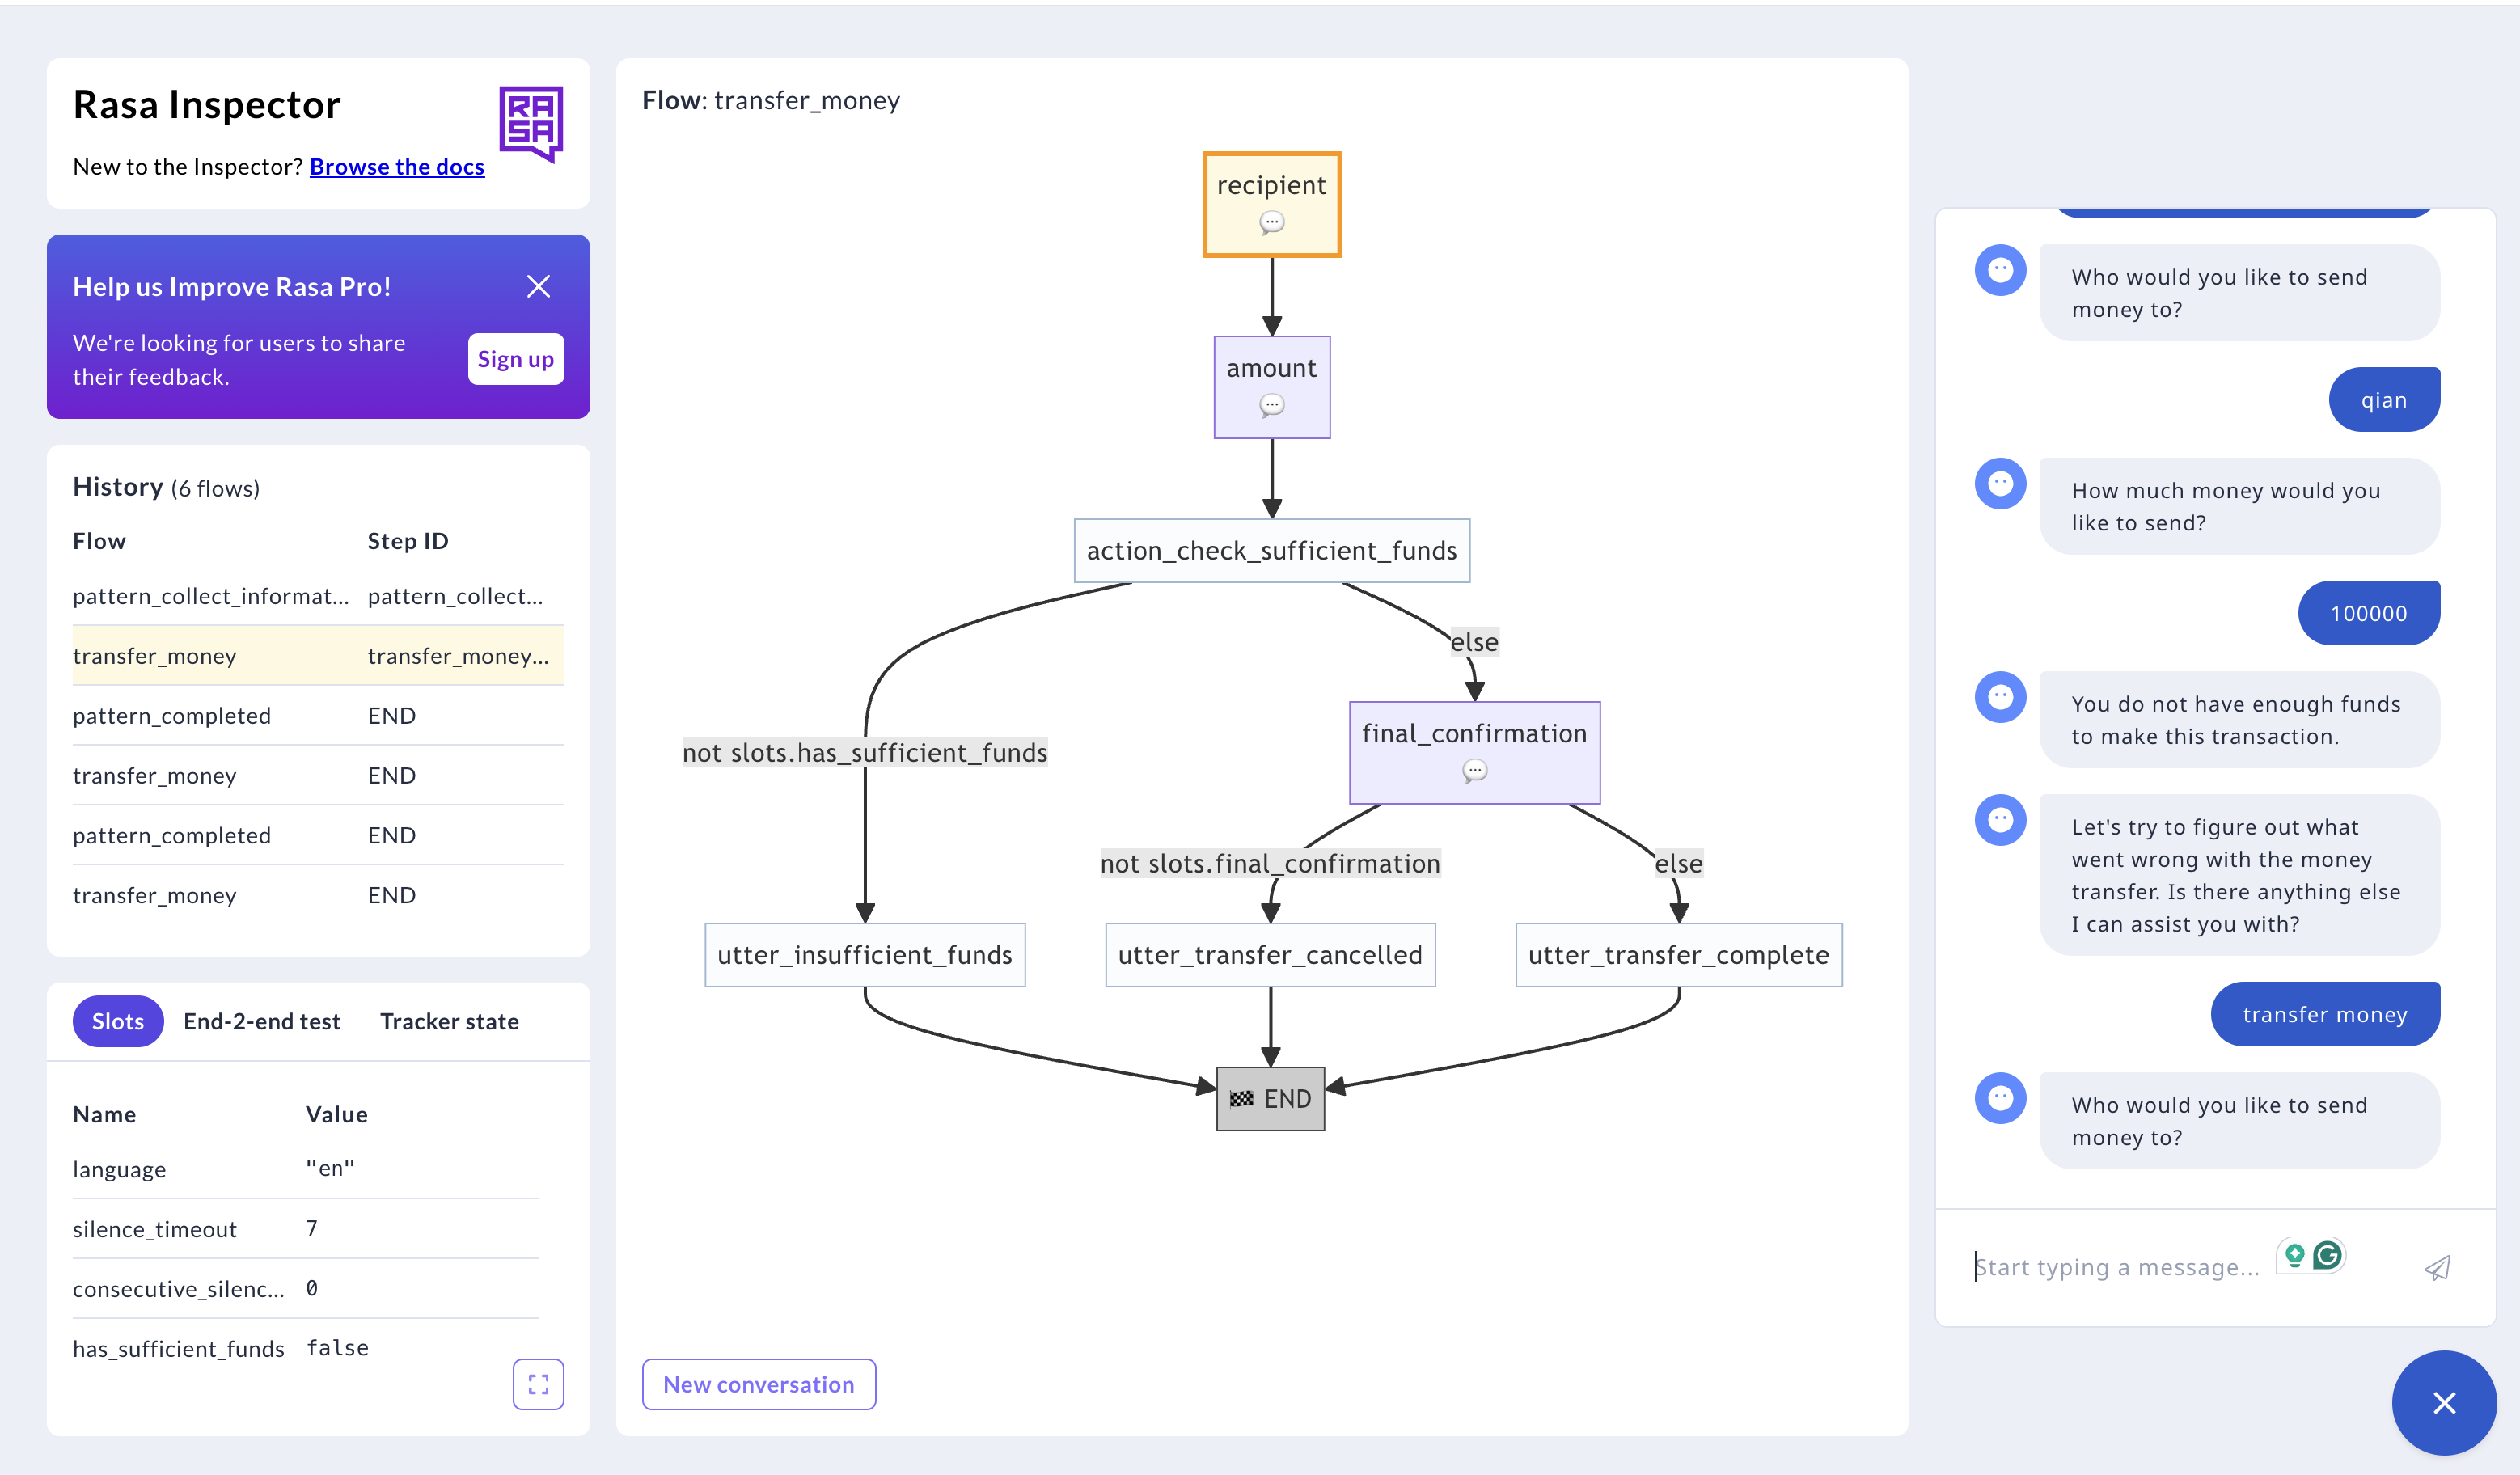 Rasa Inspector
RASA
New to the Inspector? Browse the docs
Help us Improve Rasa Pro!
We're looking for users to share
their feedback.
Sign up
History (6 flows)
Flow Step ID
pattern_collect_informat... pattern_collect...
transfer_money transfer_money...
pattern_completed END
transfer_money END
pattern_completed END
transfer_money END
Slots End-2-end test Tracker state
Name Value
language "en"
silence_timeout 7
consecutive_silenc... 0
has_sufficient_funds false
Flow: transfer_money
recipient
amount
action_check_sufficient_funds
else
not slots.has_sufficient_funds
final_confirmation
not slots.final_confirmation
else
utter_insufficient_funds
utter_transfer_cancelled
utter_transfer_complete
END
New conversation
Who would you like to send
money to?
qian
How much money would you
like to send?
100000
You do not have enough funds
to make this transaction.
Let's try to figure out what
went wrong with the money
transfer. Is there anything else
I can assist you with?
transfer money
Who would you like to send
money to?
Start typing a message...